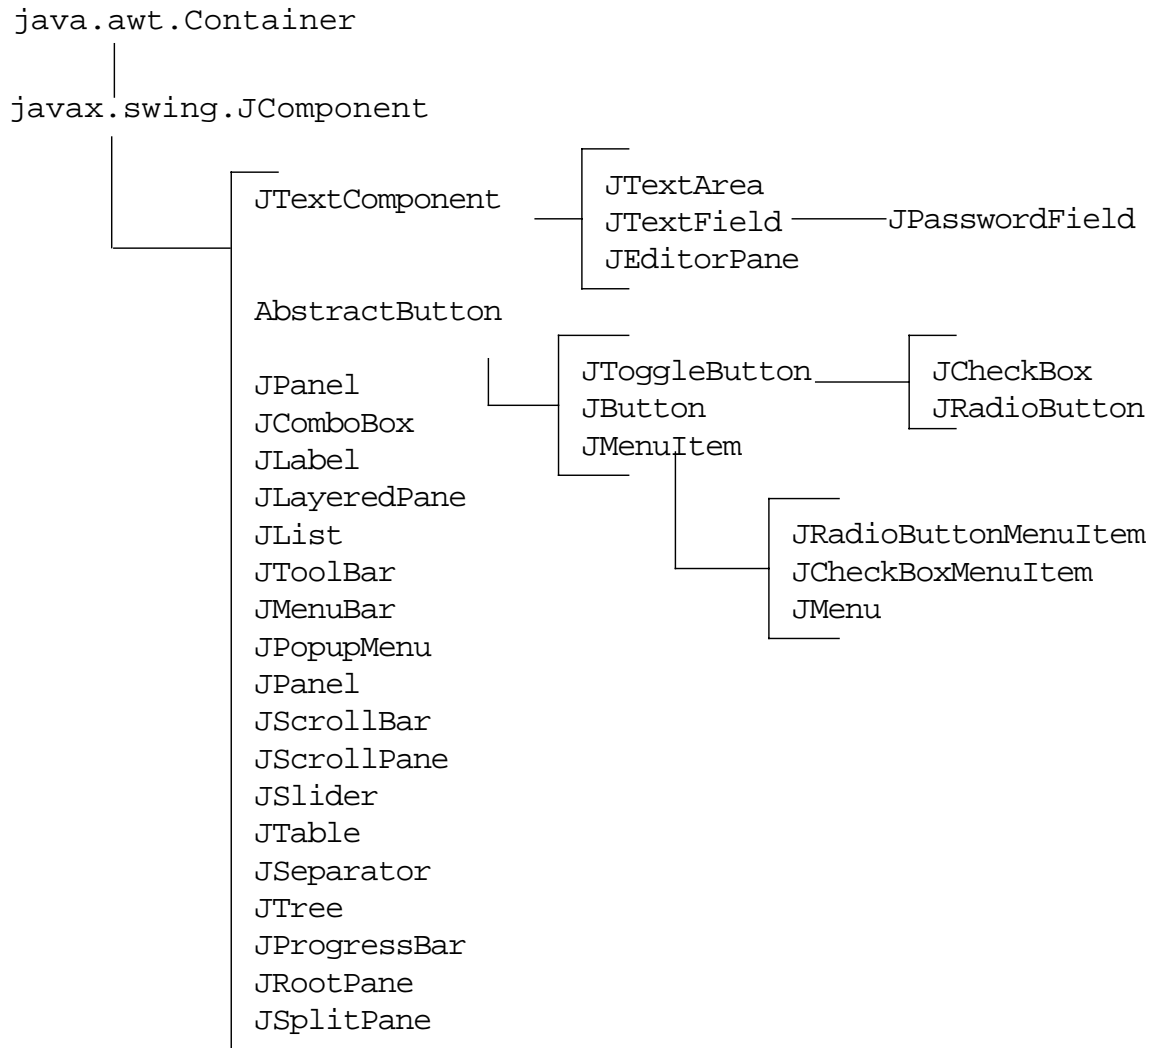 java.awt.Container
javax.swing.JComponent
JTextComponent
JTextArea
JTextField
JPasswordField
JEditorPane
AbstractButton
JToggleButton
JButton
JMenuItem
JCheckBox
JRadioButton
JRadioButtonMenuItem
JCheckBoxMenuItem
JMenu
JPanel
JComboBox
JLabel
JLayeredPane
JList
JToolBar
JMenuBar
JPopupMenu
JPanel
JScrollBar
JScrollPane
JSlider
JTable
JSeparator
JTree
JProgressBar
JRootPane
JSplitPane